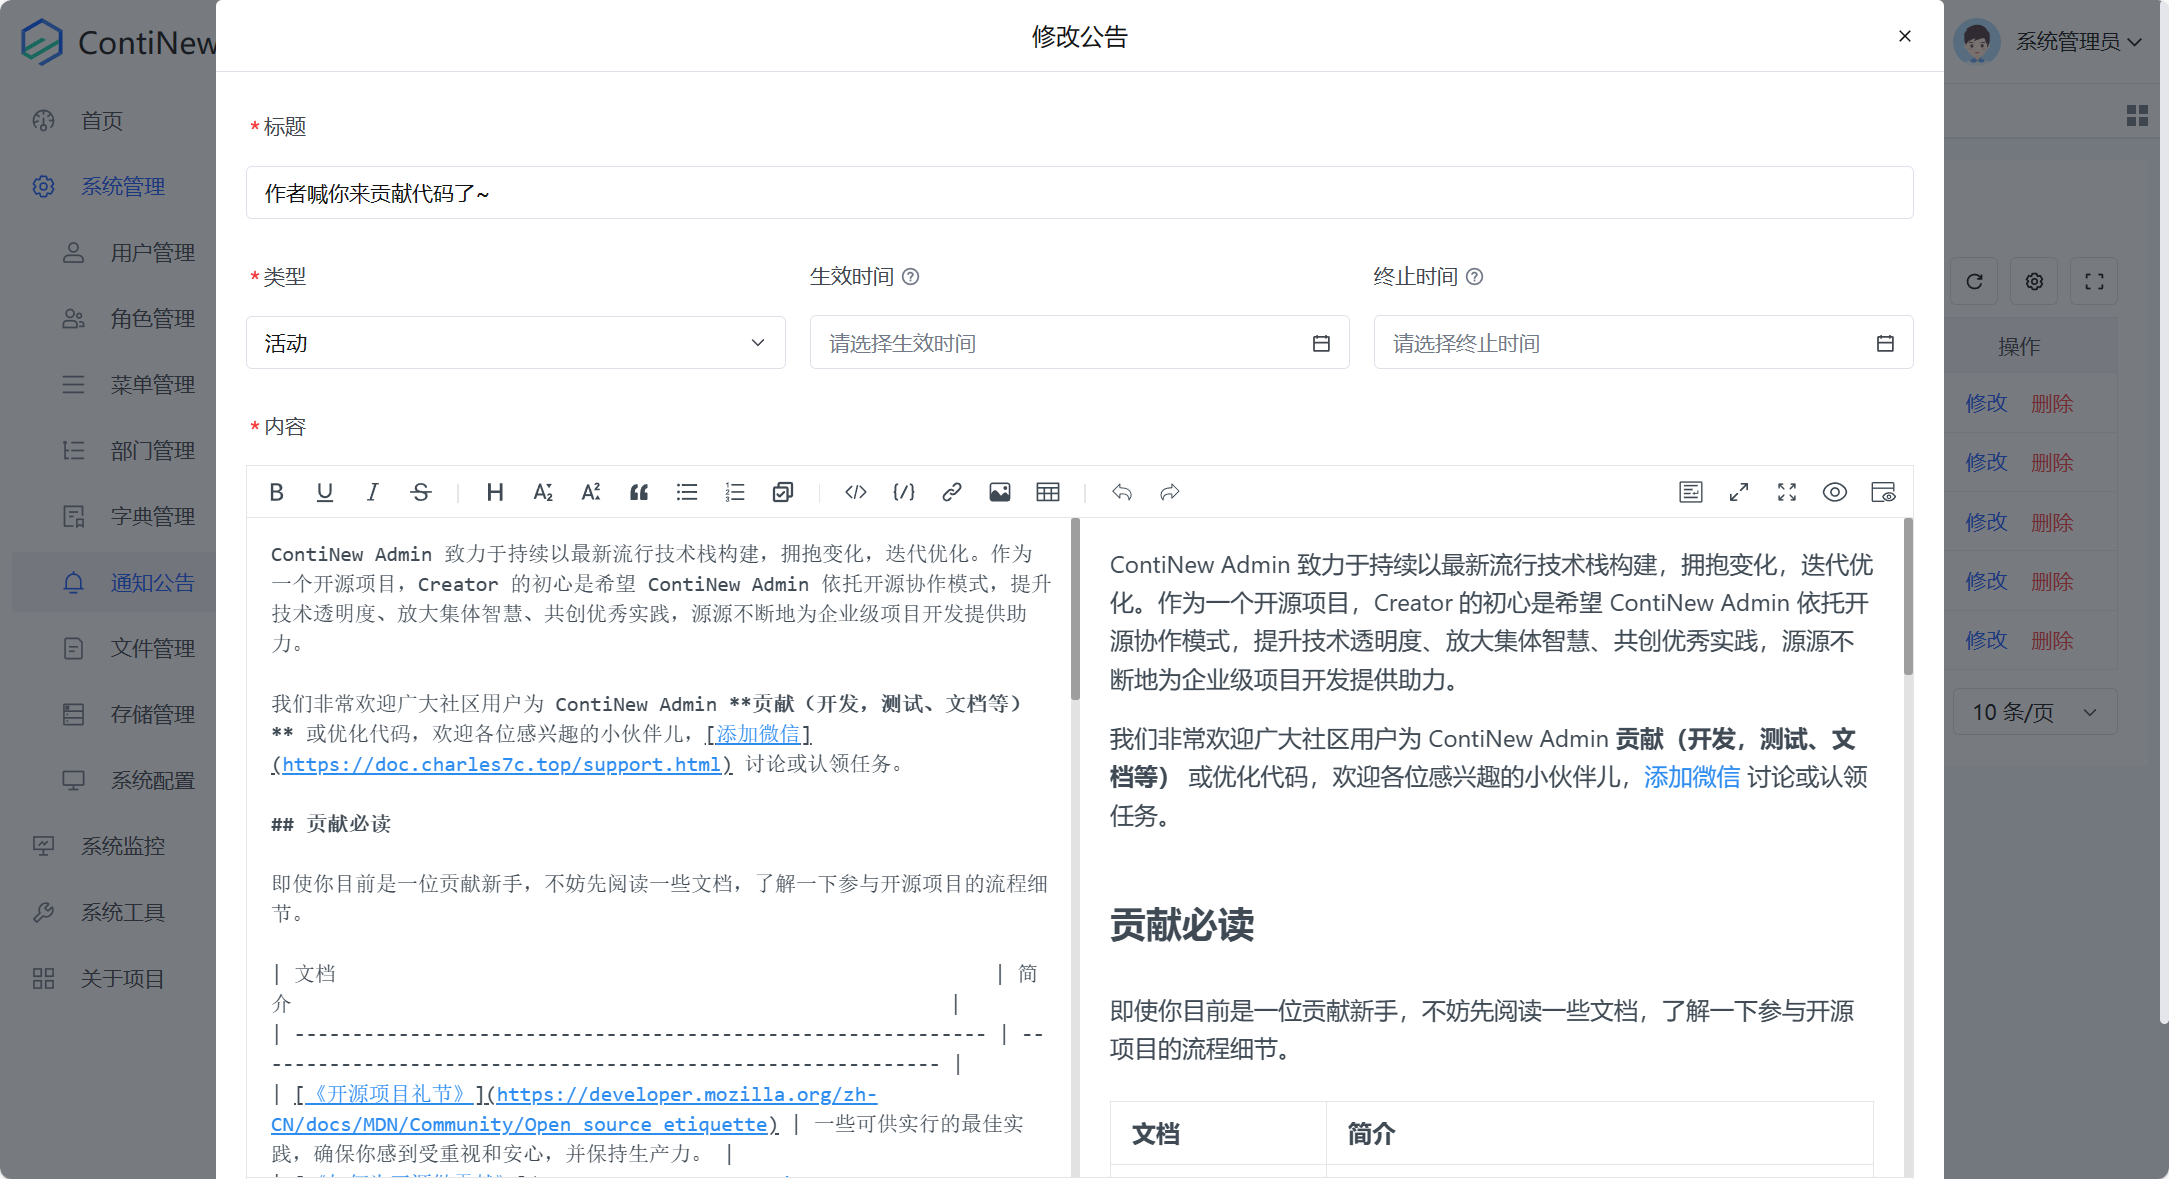 ContiNew
修改公告
系统管理员
首页
系统管理
用户管理
角色管理
菜单管理
部门管理
字典管理
通知公告
文件管理
存储管理
系统配置
系统监控
系统工具
关于项目
* 标题
作者喊你来贡献代码了~
* 类型
生效时间
终止时间
活动
请选择生效时间
请选择终止时间
* 内容
ContiNew Admin 致力于持续以最新流行技术栈构建，拥抱变化，迭代优化。作为
一个开源项目，Creator 的初心是希望 ContiNew Admin 依托开源协作模式，提升
技术透明度、放大集体智慧、共创优秀实践，源源不断地为企业级项目开发提供助
力。
我们非常欢迎广大社区用户为 ContiNew Admin **贡献（开发，测试、文档等）
** 或优化代码，欢迎各位感兴趣的小伙伴儿，[添加微信]
(https://doc.charles7c.top/support.html) 讨论或认领任务。
## 贡献必读
即使你目前是一位贡献新手，不妨先阅读一些文档，了解一下参与开源项目的流程细
节。
| 文档 | 简
介 |
| ------------------------------------------------------------ | --
---------------------------------------------------------- |
| [《开源项目礼节》](https://developer.mozilla.org/zh-
CN/docs/MDN/Community/Open_source_etiquette) | 一些可供实行的最佳实
践，确保你感到受重视和安心，并保持生产力。 |
ContiNew Admin 致力于持续以最新流行技术栈构建，拥抱变化，迭代优
化。作为一个开源项目，Creator 的初心是希望 ContiNew Admin 依托开
源协作模式，提升技术透明度、放大集体智慧、共创优秀实践，源源不
断地为企业级项目开发提供助力。
我们非常欢迎广大社区用户为 ContiNew Admin 贡献（开发，测试、文
档等） 或优化代码，欢迎各位感兴趣的小伙伴儿，添加微信 讨论或认领
任务。
贡献必读
即使你目前是一位贡献新手，不妨先阅读一些文档，了解一下参与开源
项目的流程细节。
文档 简介
操作
修改 删除
修改 删除
修改 删除
修改 删除
修改 删除
10 条/页